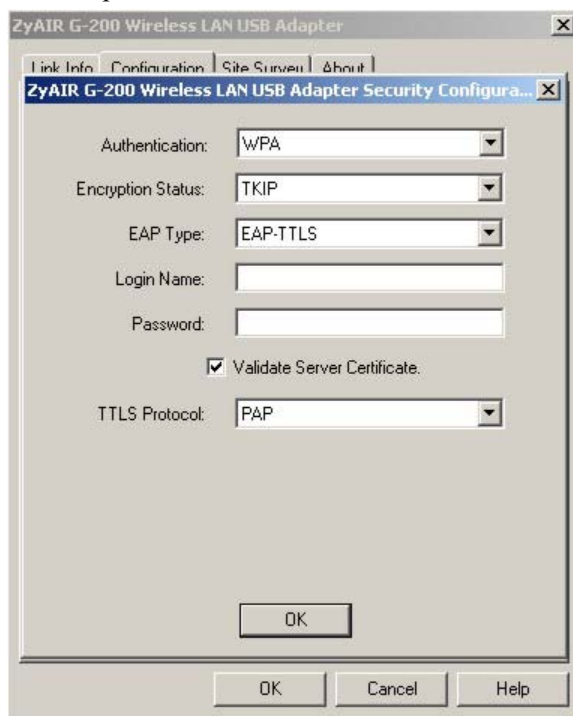 ZyAIR G-200 Wireless LAN USB Adapter
Link Info Configuration Site Survey About
ZyAIR G-200 Wireless LAN USB Adapter Security Configura...
Authentication: WPA
Encryption Status: TKIP
EAP Type: EAP-TTLS
Login Name:
Password:
Validate Server Certificate.
TTLS Protocol: PAP
OK
OK Cancel Help